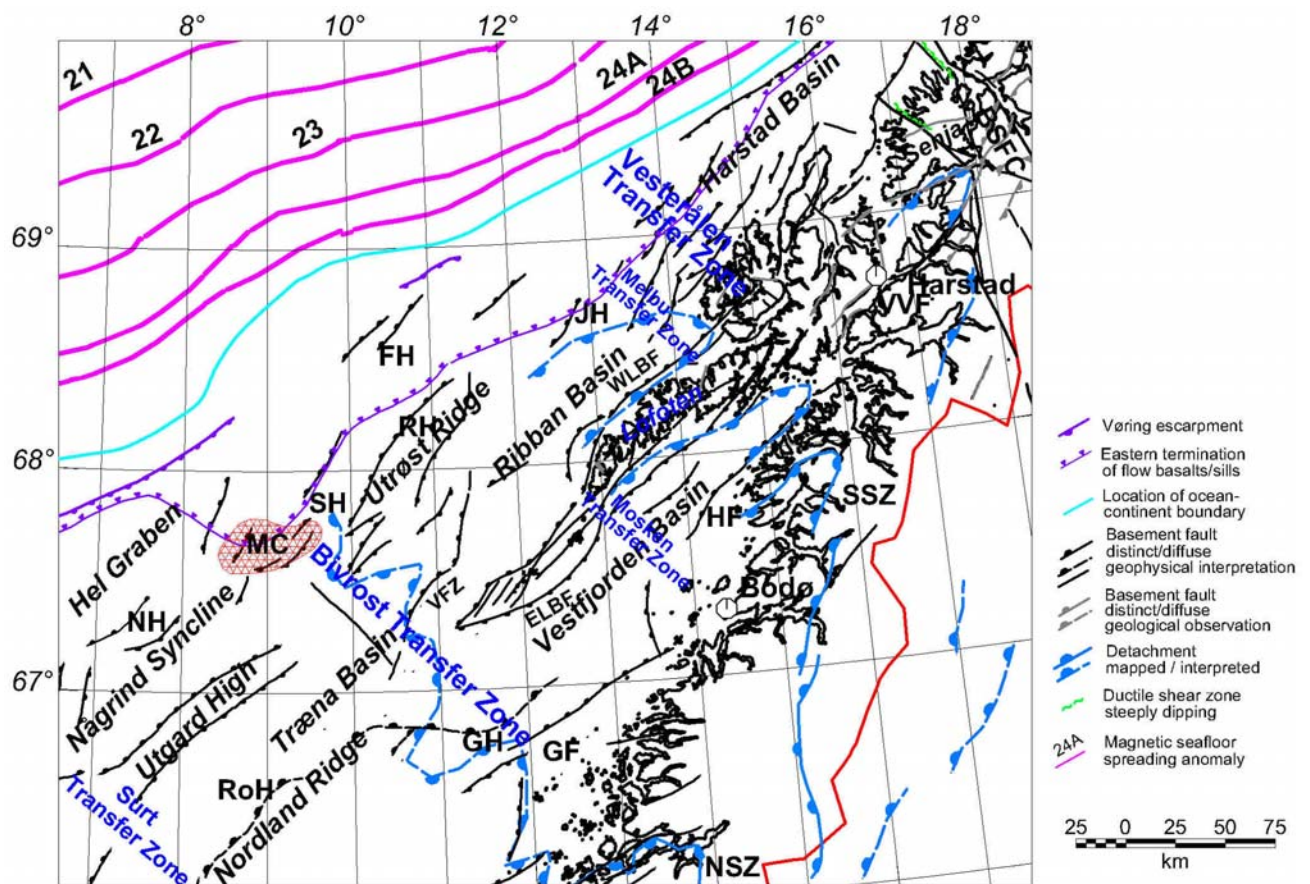 8° 10° 12° 14° 16° 18°
21
22
23
24A
24B
Harstad Basin
Senja
BSFC
Vesterålen
Transfer Zone
69°
Melbu
Transfer Zone
Harstad
VVF
JH
FH
WLBF
Ribban Basin
Lofoten
RH
Utrøst Ridge
68°
SH
MC
Hel Graben
NH
Någrind Syncline
Bivrost Transfer Zone
VFZ
ELBF
Vestfjorden Basin
Moskén
Transfer Zone
HF
SSZ
Bodø
67°
Utgard High
Træna Basin
GH
GF
RoH
Nordland Ridge
Surt
Transfer Zone
NSZ
Vøring escarpment
Eastern termination
of flow basalts/sills
Location of ocean-
continent boundary
Basement fault
distinct/diffuse
geophysical interpretation
Basement fault
distinct/diffuse
geological observation
Detachment
mapped / interpreted
Ductile shear zone
steeply dipping
24A
Magnetic seafloor
spreading anomaly
25 0 25 50 75
km